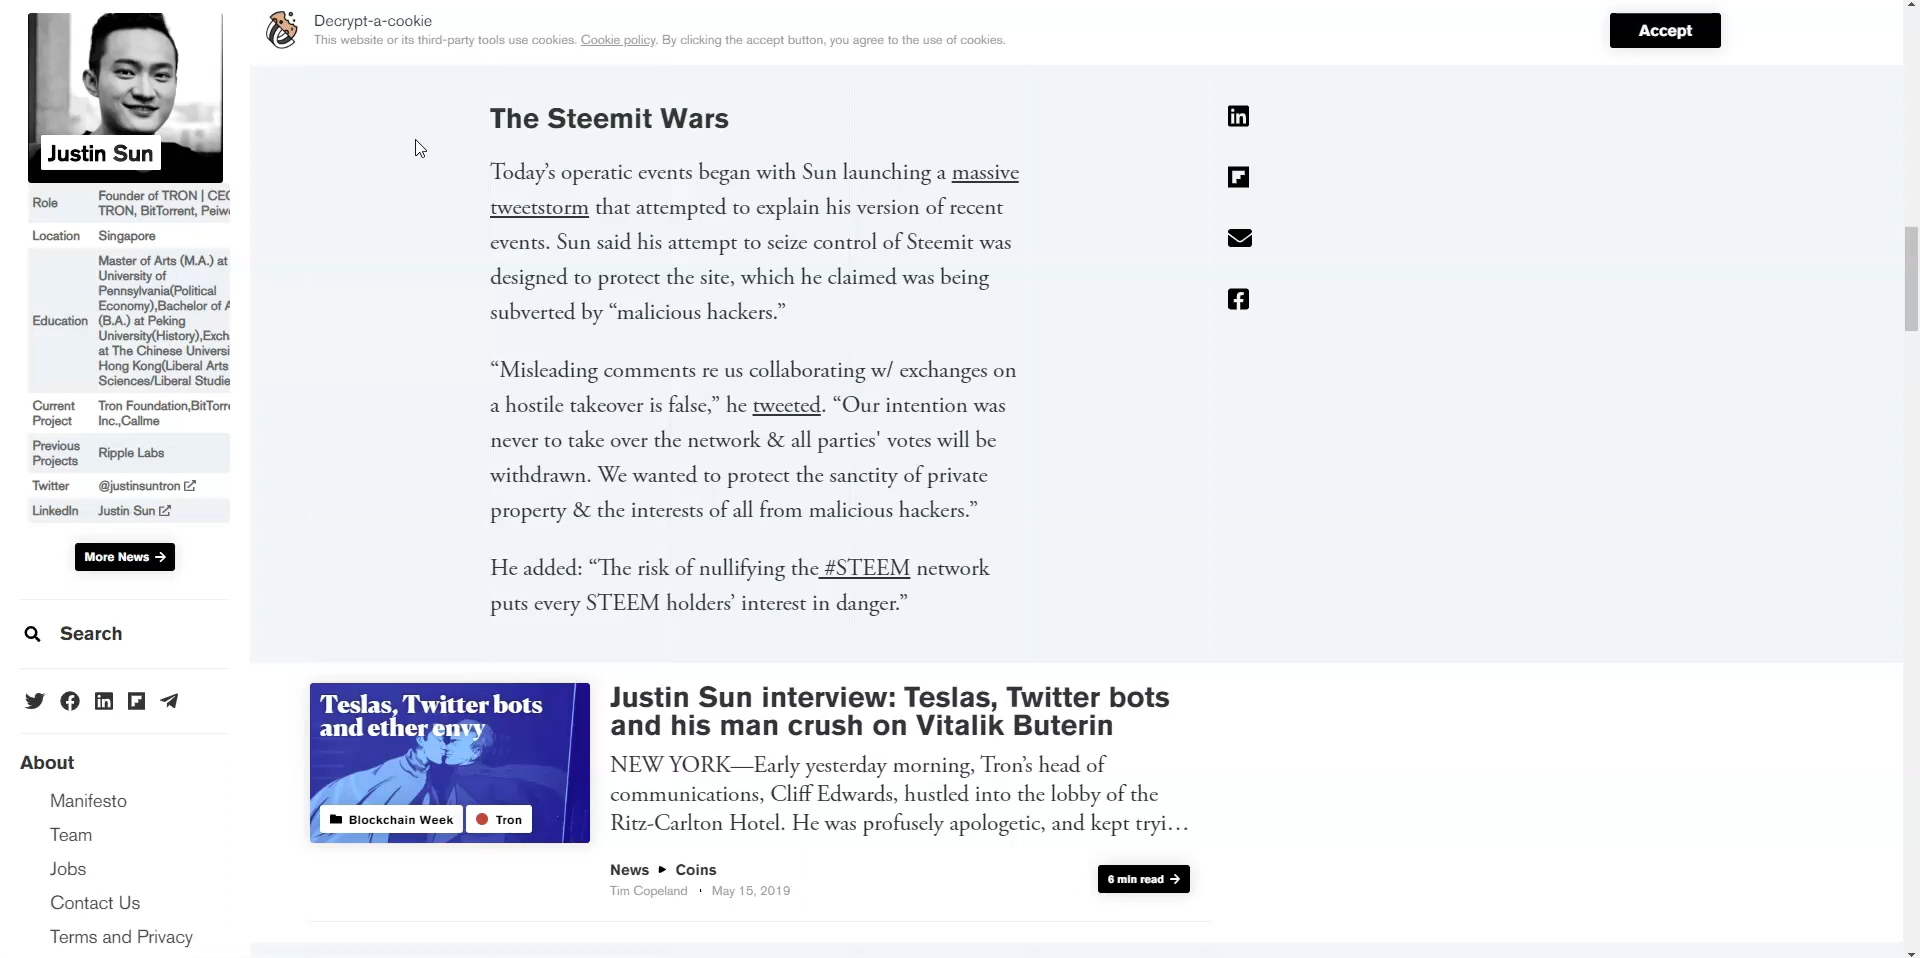 Decrypt-a-cookie
This website or its third-party tools use cookies. Cookie policy. By clicking the accept button, you agree to the use of cookies.
Accept
Justin Sun
Role
Founder of TRON | CEO
TRON, BitTorrent, Peiw
Location
Singapore
Education
Master of Arts (M.A.) at
University of
Pennsylvania(Political
Economy),Bachelor of A
(B.A.) at Peking
University(History),Exch
at The Chinese Universi
Hong Kong(Liberal Arts
Sciences/Liberal Studie
Current
Project
Tron Foundation,BitTorre
Inc.,Callme
Previous
Projects
Ripple Labs
Twitter
@justinsuntron
LinkedIn
Justin Sun
More News →
Search
About
Manifesto
Team
Jobs
Contact Us
Terms and Privacy
The Steemit Wars
Today’s operatic events began with Sun launching a massive
tweetstorm that attempted to explain his version of recent
events. Sun said his attempt to seize control of Steemit was
designed to protect the site, which he claimed was being
subverted by “malicious hackers.”
“Misleading comments re us collaborating w/ exchanges on
a hostile takeover is false,” he tweeted. “Our intention was
never to take over the network & all parties' votes will be
withdrawn. We wanted to protect the sanctity of private
property & the interests of all from malicious hackers.”
He added: “The risk of nullifying the #STEEM network
puts every STEEM holders’ interest in danger.”
Teslas, Twitter bots
and ether envy
Blockchain Week
Tron
Justin Sun interview: Teslas, Twitter bots
and his man crush on Vitalik Buterin
NEW YORK—Early yesterday morning, Tron’s head of
communications, Cliff Edwards, hustled into the lobby of the
Ritz-Carlton Hotel. He was profusely apologetic, and kept tryi…
News ▸ Coins
Tim Copeland • May 15, 2019
6 min read →